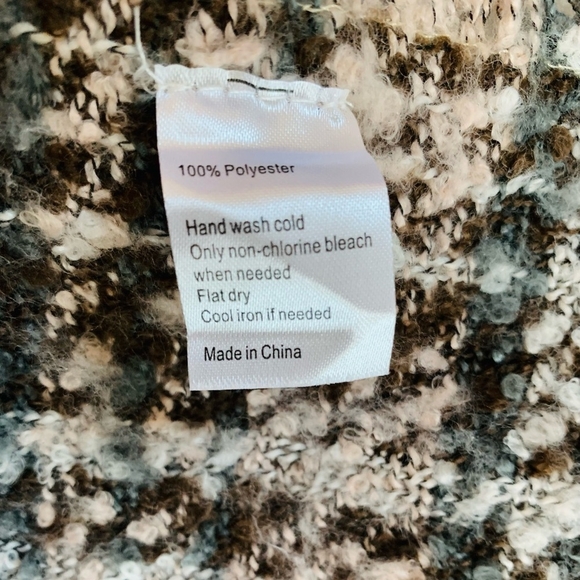 100% Polyester
Hand wash cold
Only non-chlorine bleach
when needed
Flat dry
Cool iron if needed
Made in China